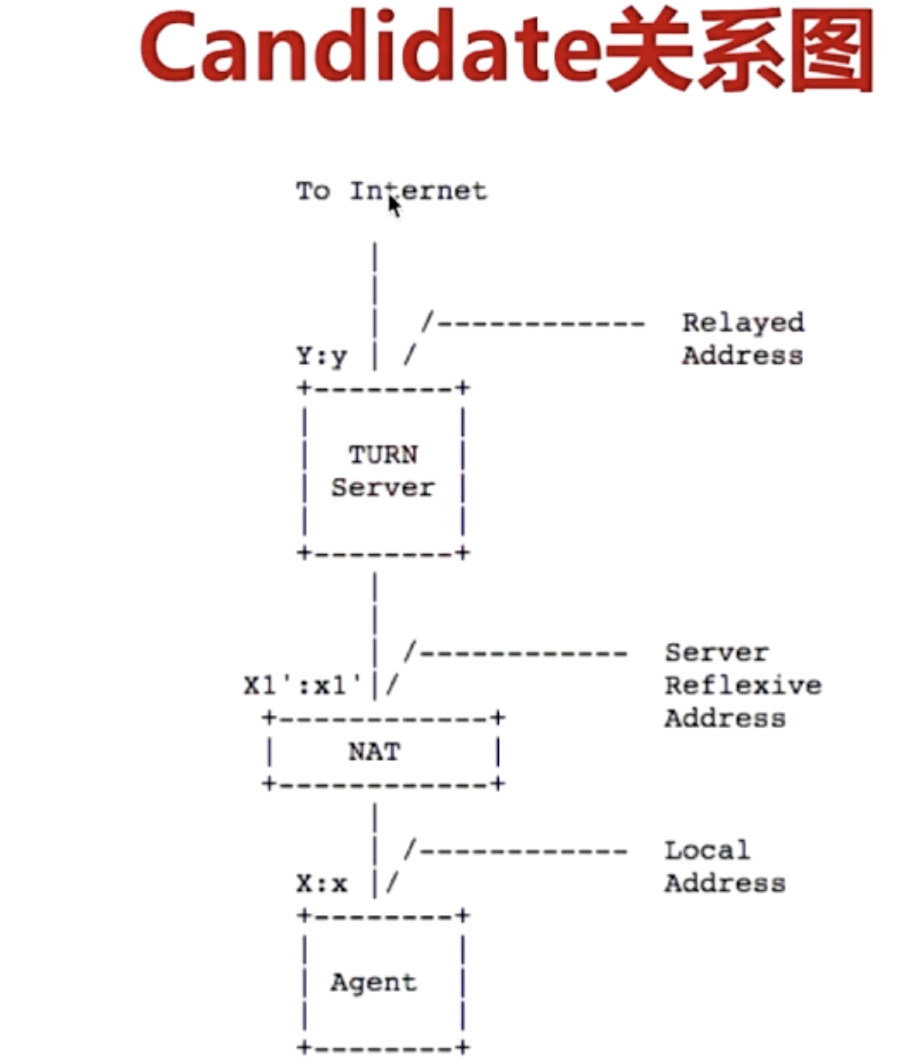 Candidate关系图
To Internet
|
|
| /------------ Relayed
Y:y | / Address
+--------+
| |
| TURN |
| Server |
| |
+--------+
|
|
| /------------ Server
X1':x1'|/ Reflexive
+------------+ Address
| NAT |
+------------+
|
| /------------ Local
X:x |/ Address
+--------+
| |
| Agent |
| |
+--------+